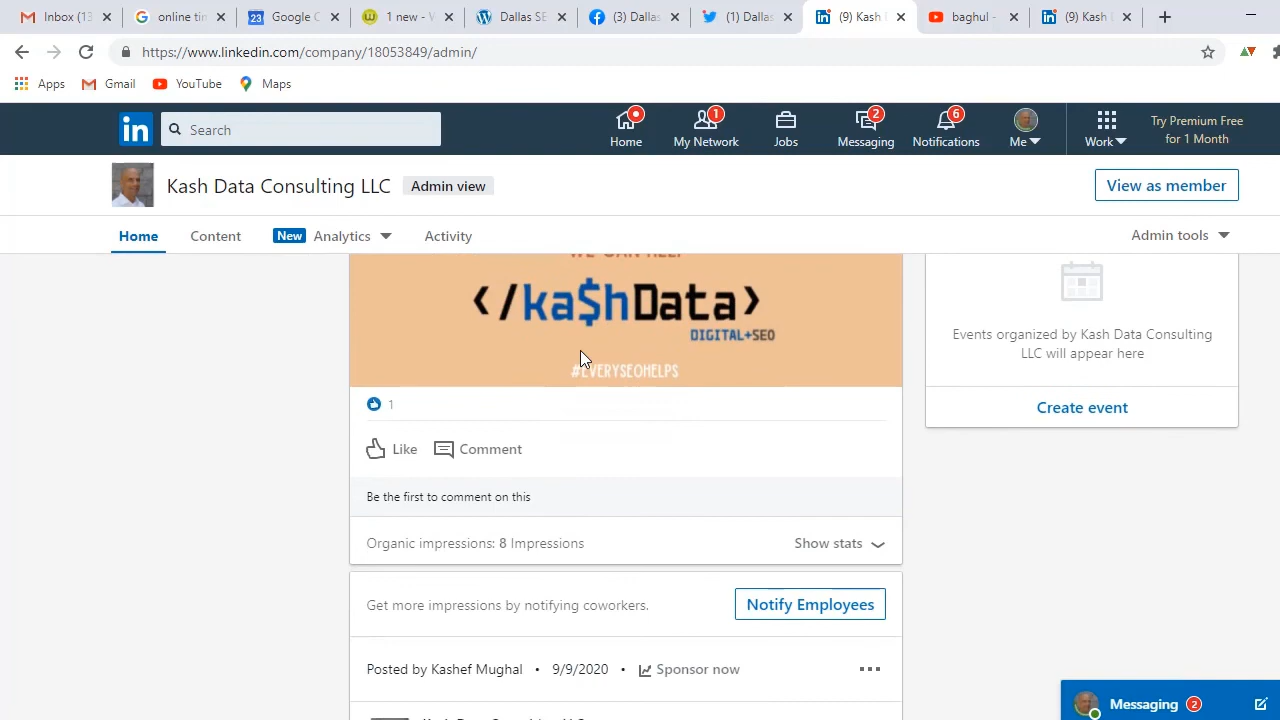 Inbox (13
online tim
Google C
1 new - V
Dallas SE
(3) Dallas
(1) Dallas
(9) Kash
baghul -
(9) Kash
https://www.linkedin.com/company/18053849/admin/
Apps
Gmail
YouTube
Maps
in
Search
Home
1
My Network
Jobs
2
Messaging
6
Notifications
Me
Work
Try Premium Free
for 1 Month
Kash Data Consulting LLC
Admin view
View as member
Home
Content
New
Analytics
Activity
Admin tools
WE CAN HELP
</ka$hData>
DIGITAL+SEO
#EVERYSEOHELPS
1
Like
Comment
Be the first to comment on this
Organic impressions: 8 Impressions
Show stats
Events organized by Kash Data Consulting
LLC will appear here
Create event
Get more impressions by notifying coworkers.
Notify Employees
Posted by Kashef Mughal • 9/9/2020 • Sponsor now
Messaging 2